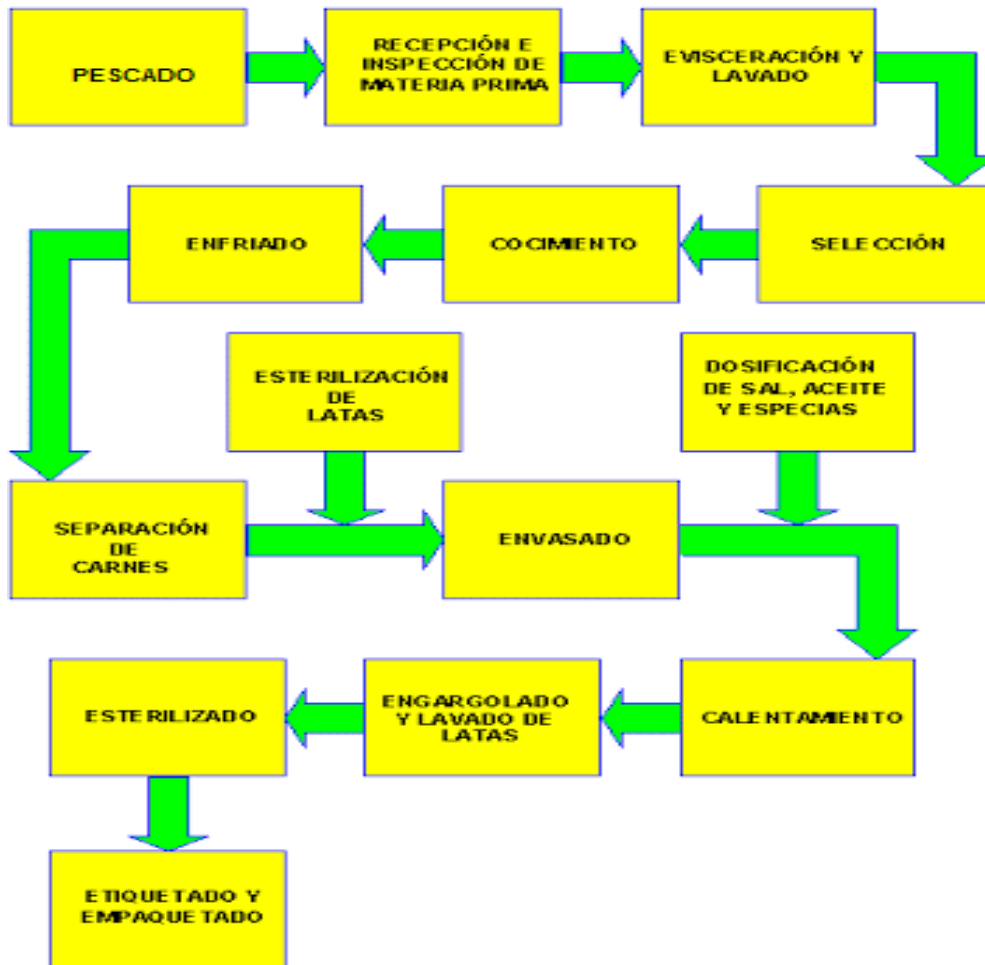 PESCADO
RECEPCIÓN E
INSPECCIÓN DE
MATERIA PRIMA
EVISCERACIÓN Y
LAVADO
SELECCIÓN
COCIMIENTO
ENFRIADO
ESTERILIZACIÓN
DE
LATAS
DOSIFICACIÓN
DE SAL, ACEITE
Y ESPECIAS
SEPARACIÓN
DE
CARNES
ENVASADO
CALENTAMIENTO
ENGARGOLADO
Y LAVADO DE
LATAS
ESTERILIZADO
ETIQUETADO Y
EMPAQUETADO